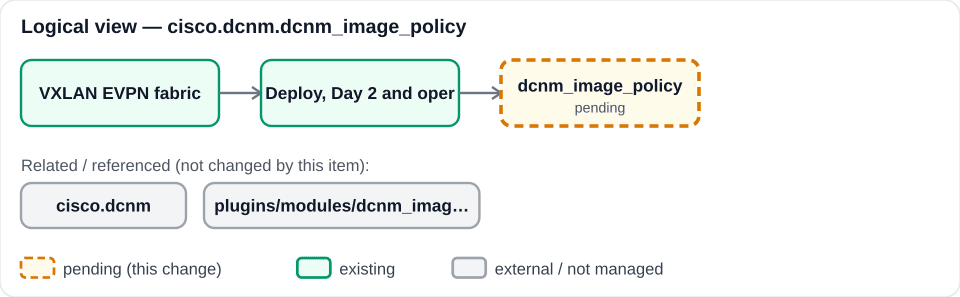 Logical view — cisco.dcnm.dcnm_image_policy
VXLAN EVPN fabric
Deploy, Day 2 and oper
dcnm_image_policy
pending
Related / referenced (not changed by this item):
cisco.dcnm
plugins/modules/dcnm_imag…
pending (this change)
existing
external / not managed